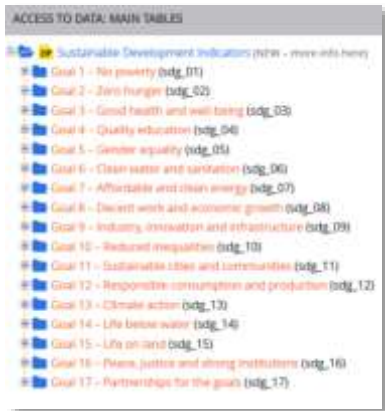 ACCESS TO DATA: MAIN TABLES
Sustainable Development Indicators (NEW - more info here)
Goal 1 - No poverty (sdg_01)
Goal 2 - Zero hunger (sdg_02)
Goal 3 - Good health and well-being (sdg_03)
Goal 4 - Quality education (sdg_04)
Goal 5 - Gender equality (sdg_05)
Goal 6 - Clean water and sanitation (sdg_06)
Goal 7 - Affordable and clean energy (sdg_07)
Goal 8 - Decent work and economic growth (sdg_08)
Goal 9 - Industry, innovation and infrastructure (sdg_09)
Goal 10 - Reduced inequalities (sdg_10)
Goal 11 - Sustainable cities and communities (sdg_11)
Goal 12 - Responsible consumption and production (sdg_12)
Goal 13 - Climate action (sdg_13)
Goal 14 - Life below water (sdg_14)
Goal 15 - Life on land (sdg_15)
Goal 16 - Peace, justice and strong institutions (sdg_16)
Goal 17 - Partnerships for the goals (sdg_17)